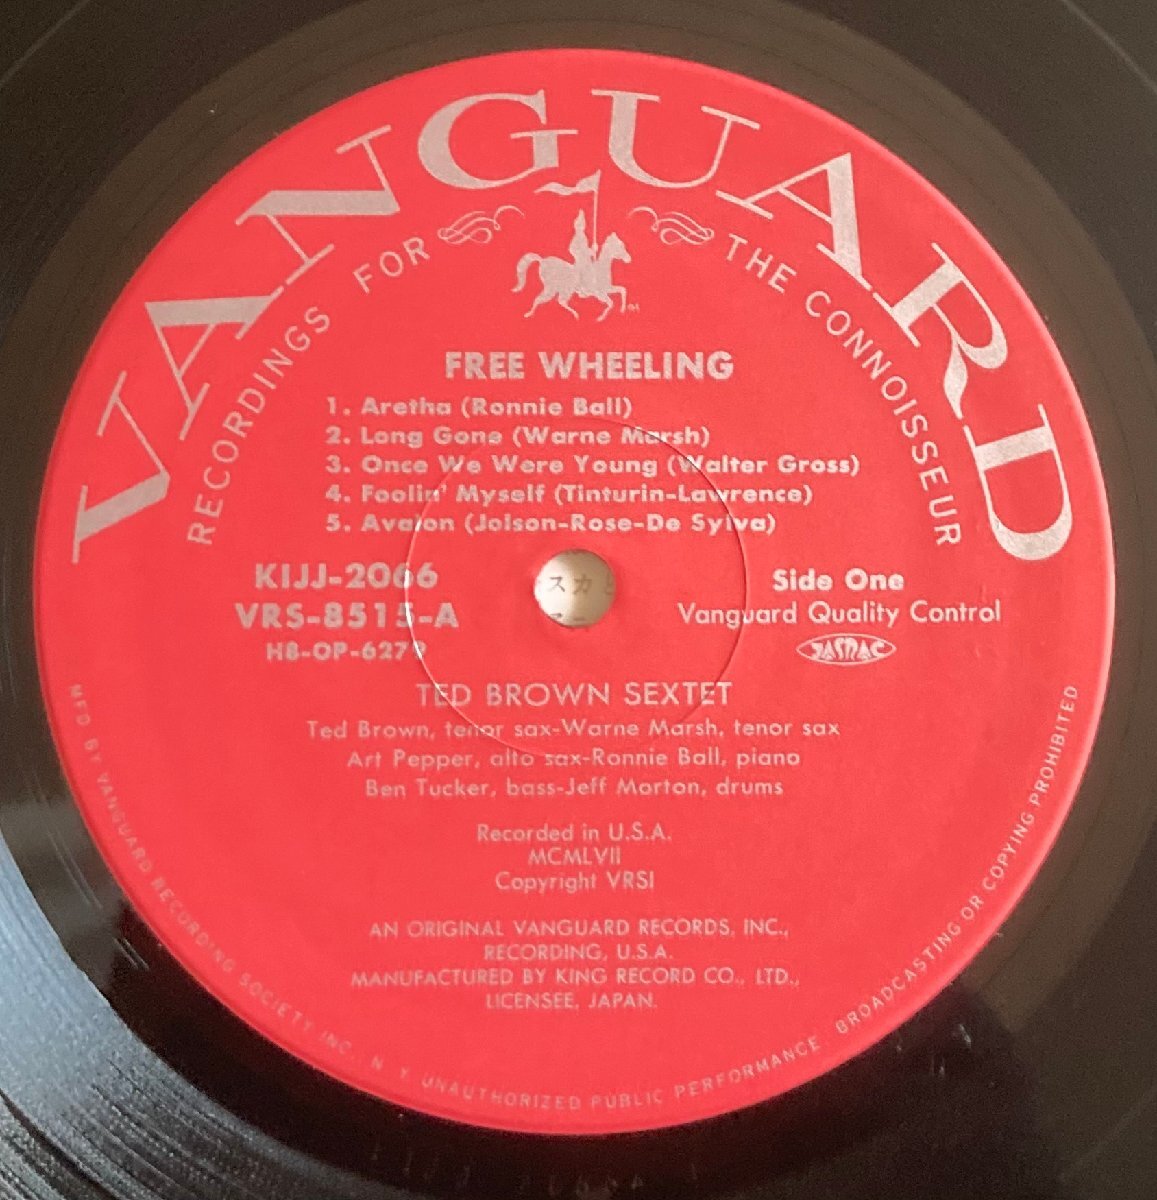 VANGUARD
RECORDINGS FOR THE CONNOISSEUR
FREE WHEELING
1. Aretha (Ronnie Ball)
2. Long Gone (Warne Marsh)
3. Once We Were Young (Walter Gross)
4. Foolin' Myself (Tinturin-Lawrence)
5. Avalon (Jolson-Rose-De Sylva)
KIJJ-2066
VRS-8515-A
H8-OP-6279
Side One
Vanguard Quality Control
JASRAC
スカ
TED BROWN SEXTET
Ted Brown, tenor sax-Warne Marsh, tenor sax
Art Pepper, alto sax-Ronnie Ball, piano
Ben Tucker, bass-Jeff Morton, drums
Recorded in U.S.A.
MCMLVII
Copyright VRSI
AN ORIGINAL VANGUARD RECORDS, INC.,
RECORDING, U.S.A.
MANUFACTURED BY KING RECORD CO., LTD.,
LICENSEE, JAPAN.
MFD BY VANGUARD RECORDING SOCIETY INC. N. Y. UNAUTHORIZED PUBLIC PERFORMANCE BROADCASTING OR COPYING PROHIBITED